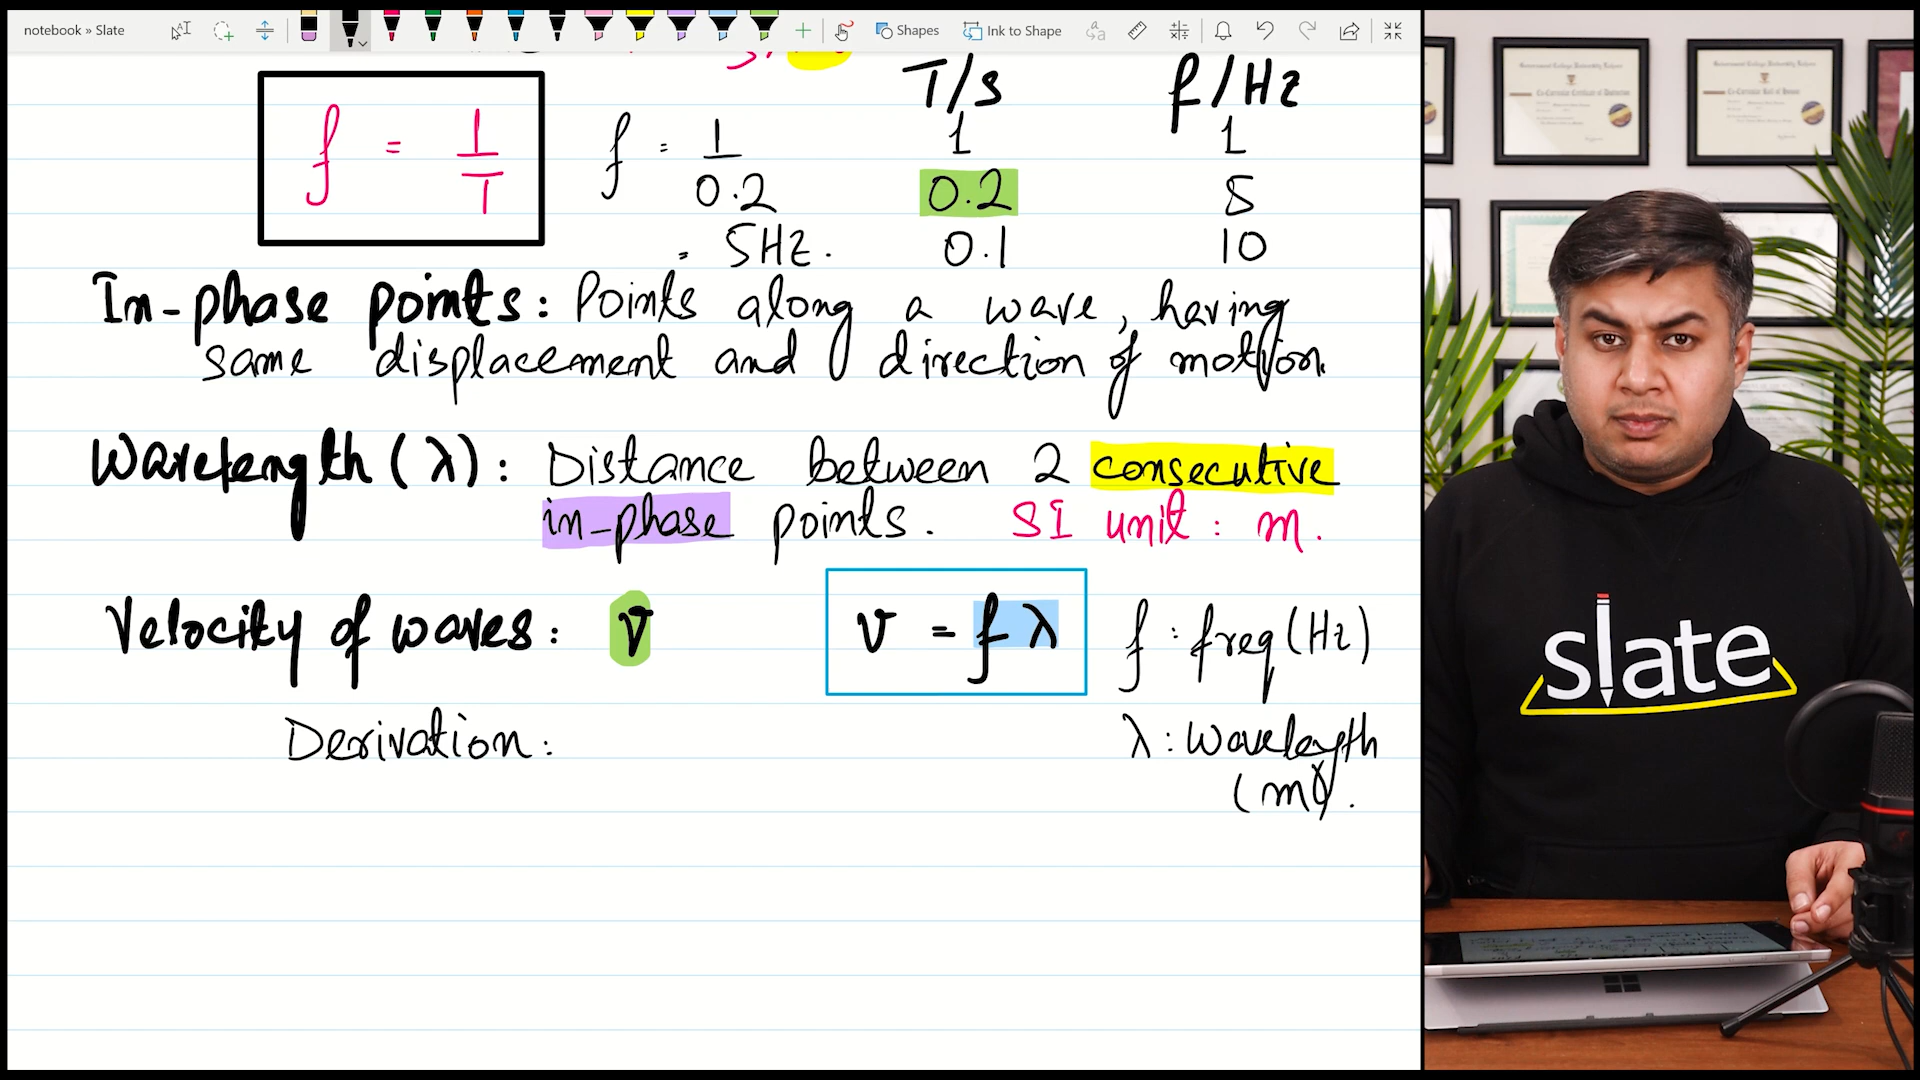 notebook » Slate
Shapes
Ink to Shape
T/s f/Hz
f = 1/T f = 1/0.2 1 1
0.2 5
= 5HZ. 0.1 10
In-phase points: Points along a wave, having
same displacement and direction of motion.
Wavelength (λ): Distance between 2 consecutive
in-phase points. SI unit: m.
Velocity of waves: v v = f λ f : freq (Hz)
Derivation: λ: Wavelength
(m).
slate